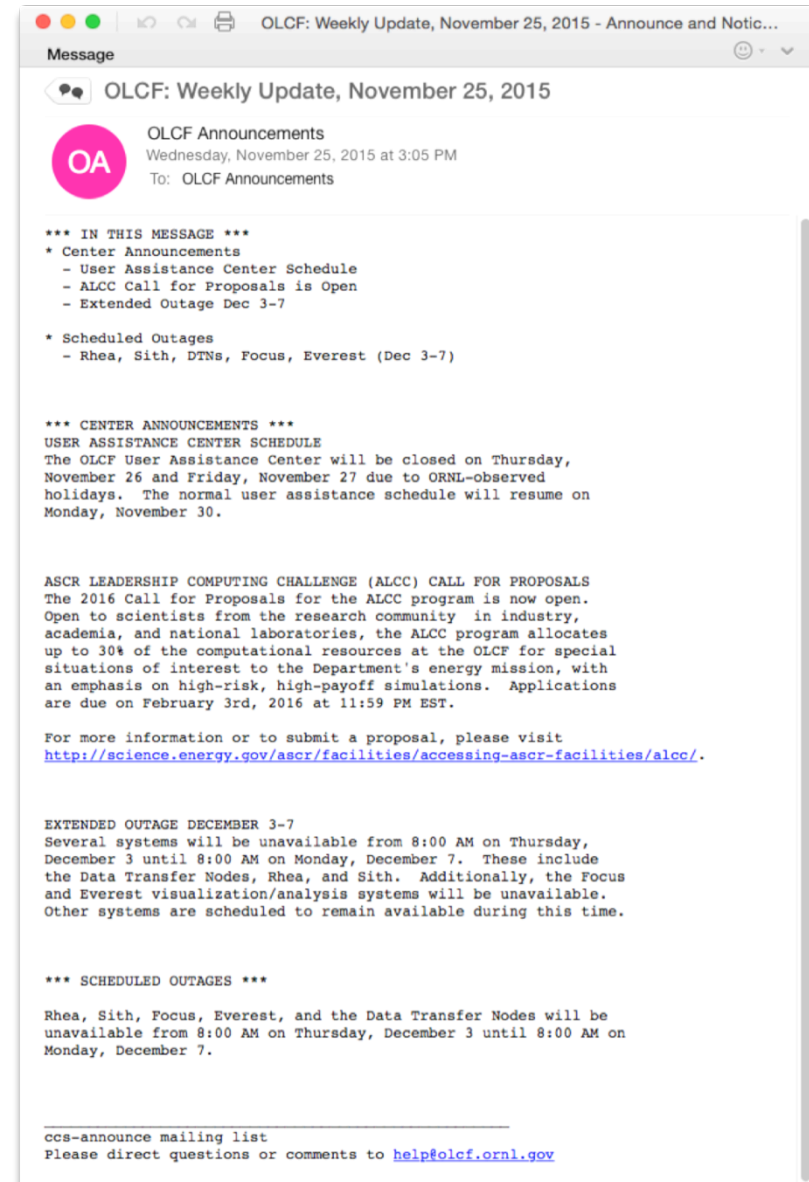 OLCF: Weekly Update, November 25, 2015 - Announce and Notic...
Message
OLCF: Weekly Update, November 25, 2015
OA
OLCF Announcements
Wednesday, November 25, 2015 at 3:05 PM
To: OLCF Announcements
*** IN THIS MESSAGE ***
* Center Announcements
- User Assistance Center Schedule
- ALCC Call for Proposals is Open
- Extended Outage Dec 3-7
* Scheduled Outages
- Rhea, Sith, DTNs, Focus, Everest (Dec 3-7)
*** CENTER ANNOUNCEMENTS ***
USER ASSISTANCE CENTER SCHEDULE
The OLCF User Assistance Center will be closed on Thursday,
November 26 and Friday, November 27 due to ORNL-observed
holidays.  The normal user assistance schedule will resume on
Monday, November 30.
ASCR LEADERSHIP COMPUTING CHALLENGE (ALCC) CALL FOR PROPOSALS
The 2016 Call for Proposals for the ALCC program is now open.
Open to scientists from the research community  in industry,
academia, and national laboratories, the ALCC program allocates
up to 30% of the computational resources at the OLCF for special
situations of interest to the Department's energy mission, with
an emphasis on high-risk, high-payoff simulations.  Applications
are due on February 3rd, 2016 at 11:59 PM EST.
For more information or to submit a proposal, please visit
http://science.energy.gov/ascr/facilities/accessing-ascr-facilities/alcc/.
EXTENDED OUTAGE DECEMBER 3-7
Several systems will be unavailable from 8:00 AM on Thursday,
December 3 until 8:00 AM on Monday, December 7.  These include
the Data Transfer Nodes, Rhea, and Sith.  Additionally, the Focus
and Everest visualization/analysis systems will be unavailable.
Other systems are scheduled to remain available during this time.
*** SCHEDULED OUTAGES ***
Rhea, Sith, Focus, Everest, and the Data Transfer Nodes will be
unavailable from 8:00 AM on Thursday, December 3 until 8:00 AM on
Monday, December 7.
ccs-announce mailing list
Please direct questions or comments to help@olcf.ornl.gov